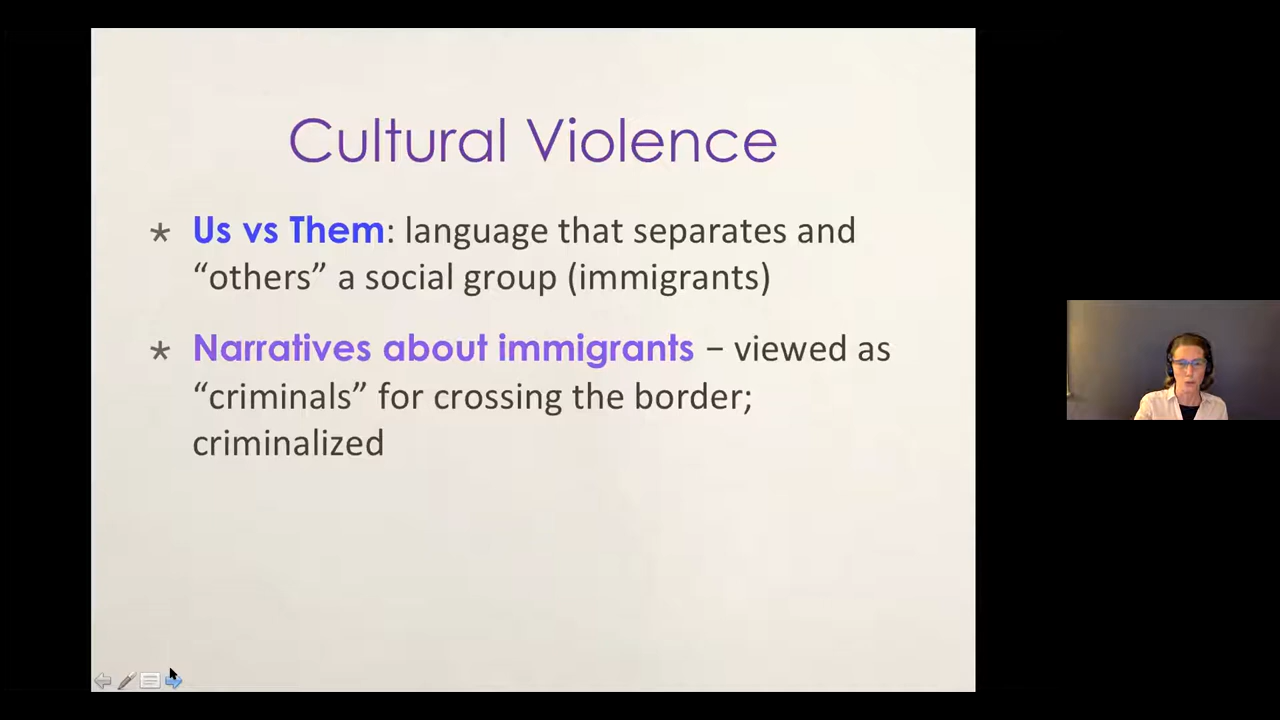 Cultural Violence
* Us vs Them: language that separates and
“others” a social group (immigrants)
* Narratives about immigrants – viewed as
“criminals” for crossing the border;
criminalized